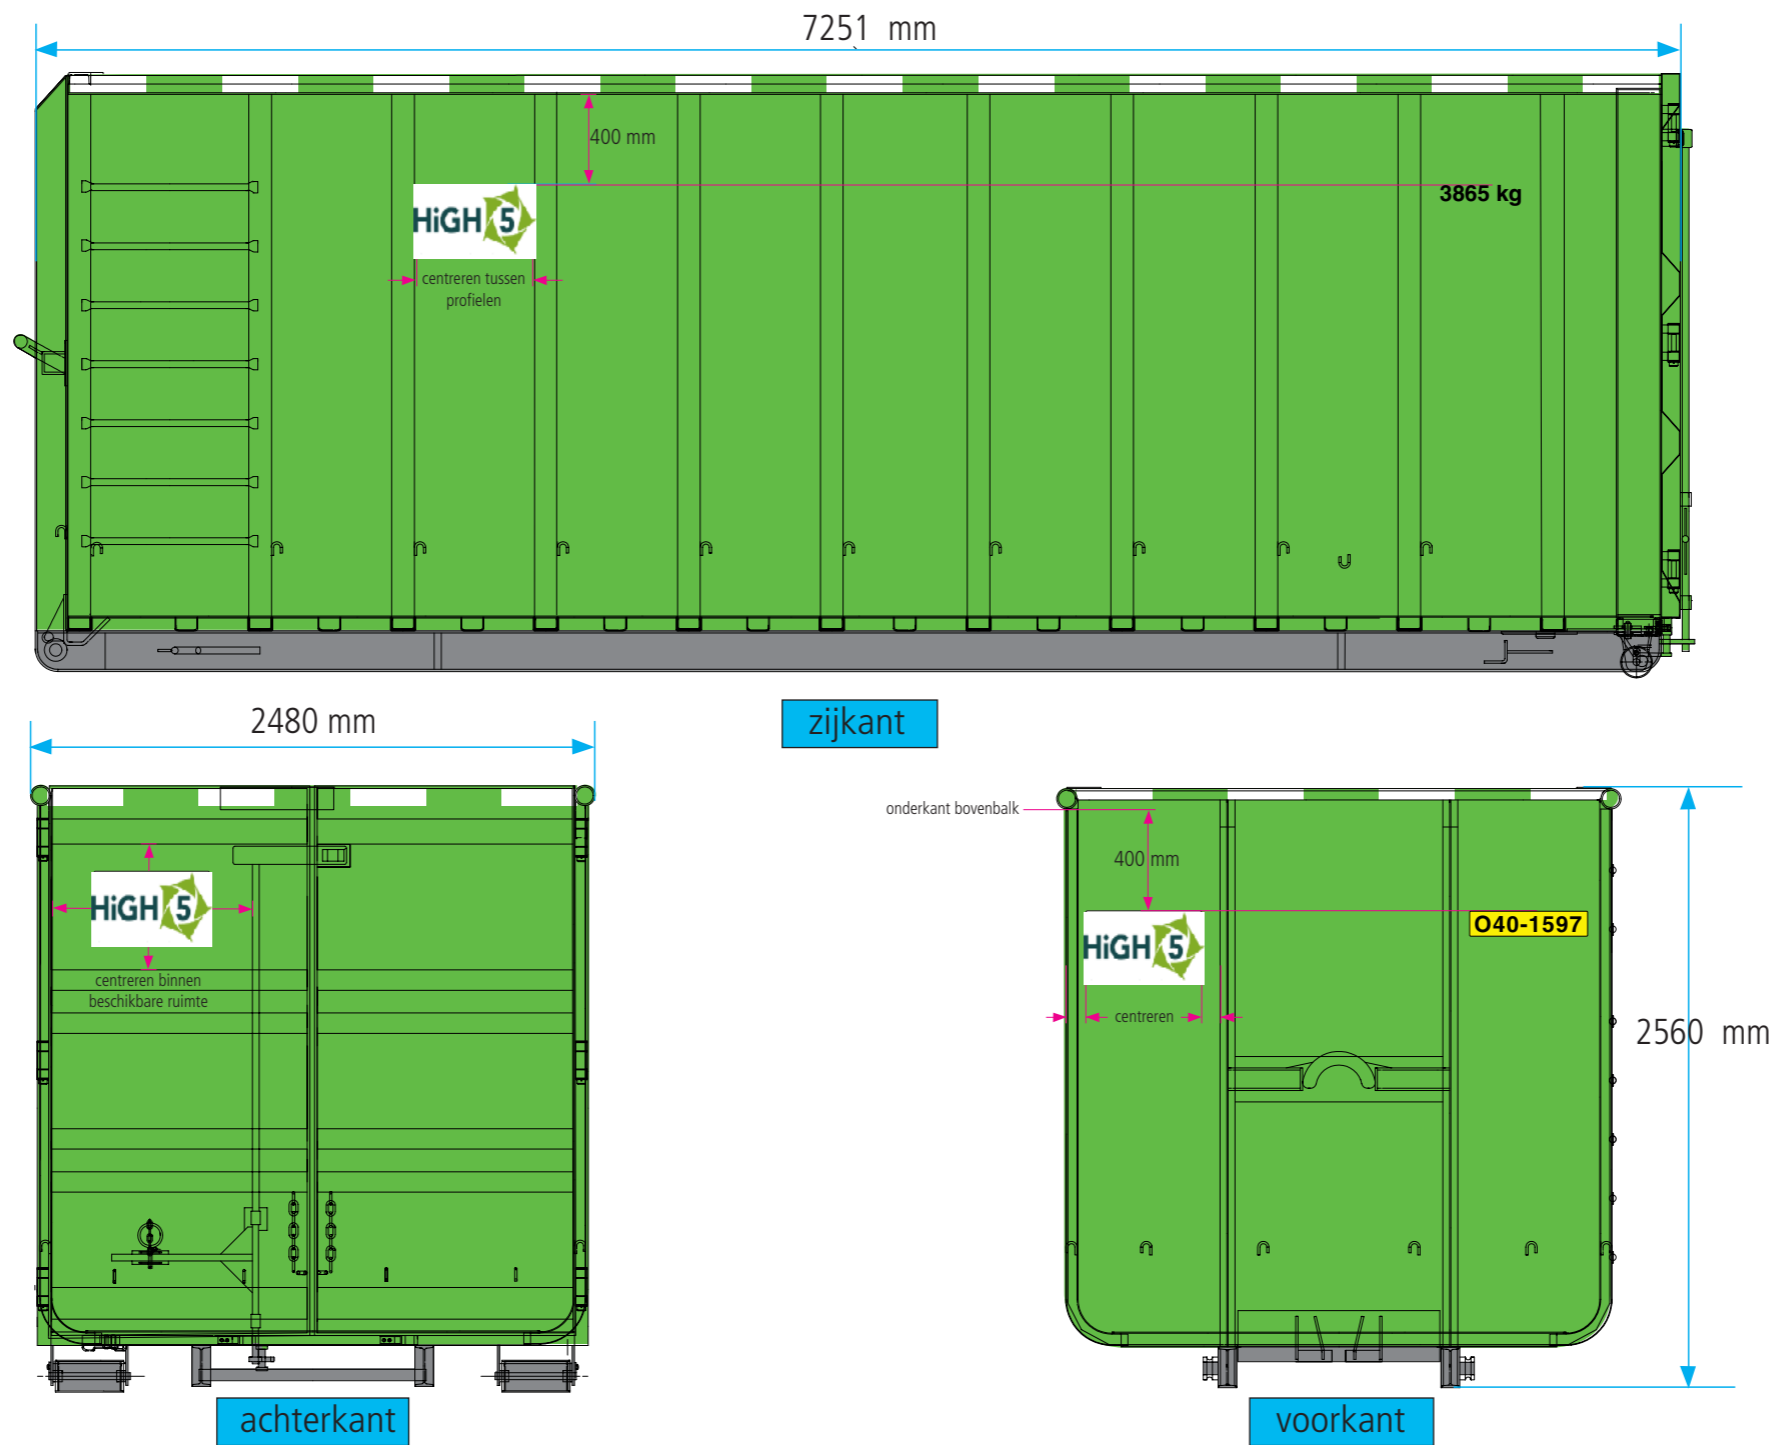 7251 mm
400 mm
3865 kg
HiGH 5
centreren tussen
profielen
zijkant
2480 mm
onderkant bovenbalk
400 mm
HiGH 5
O40-1597
HiGH 5
centreren binnen
beschikbare ruimte
centreren
2560 mm
achterkant
voorkant